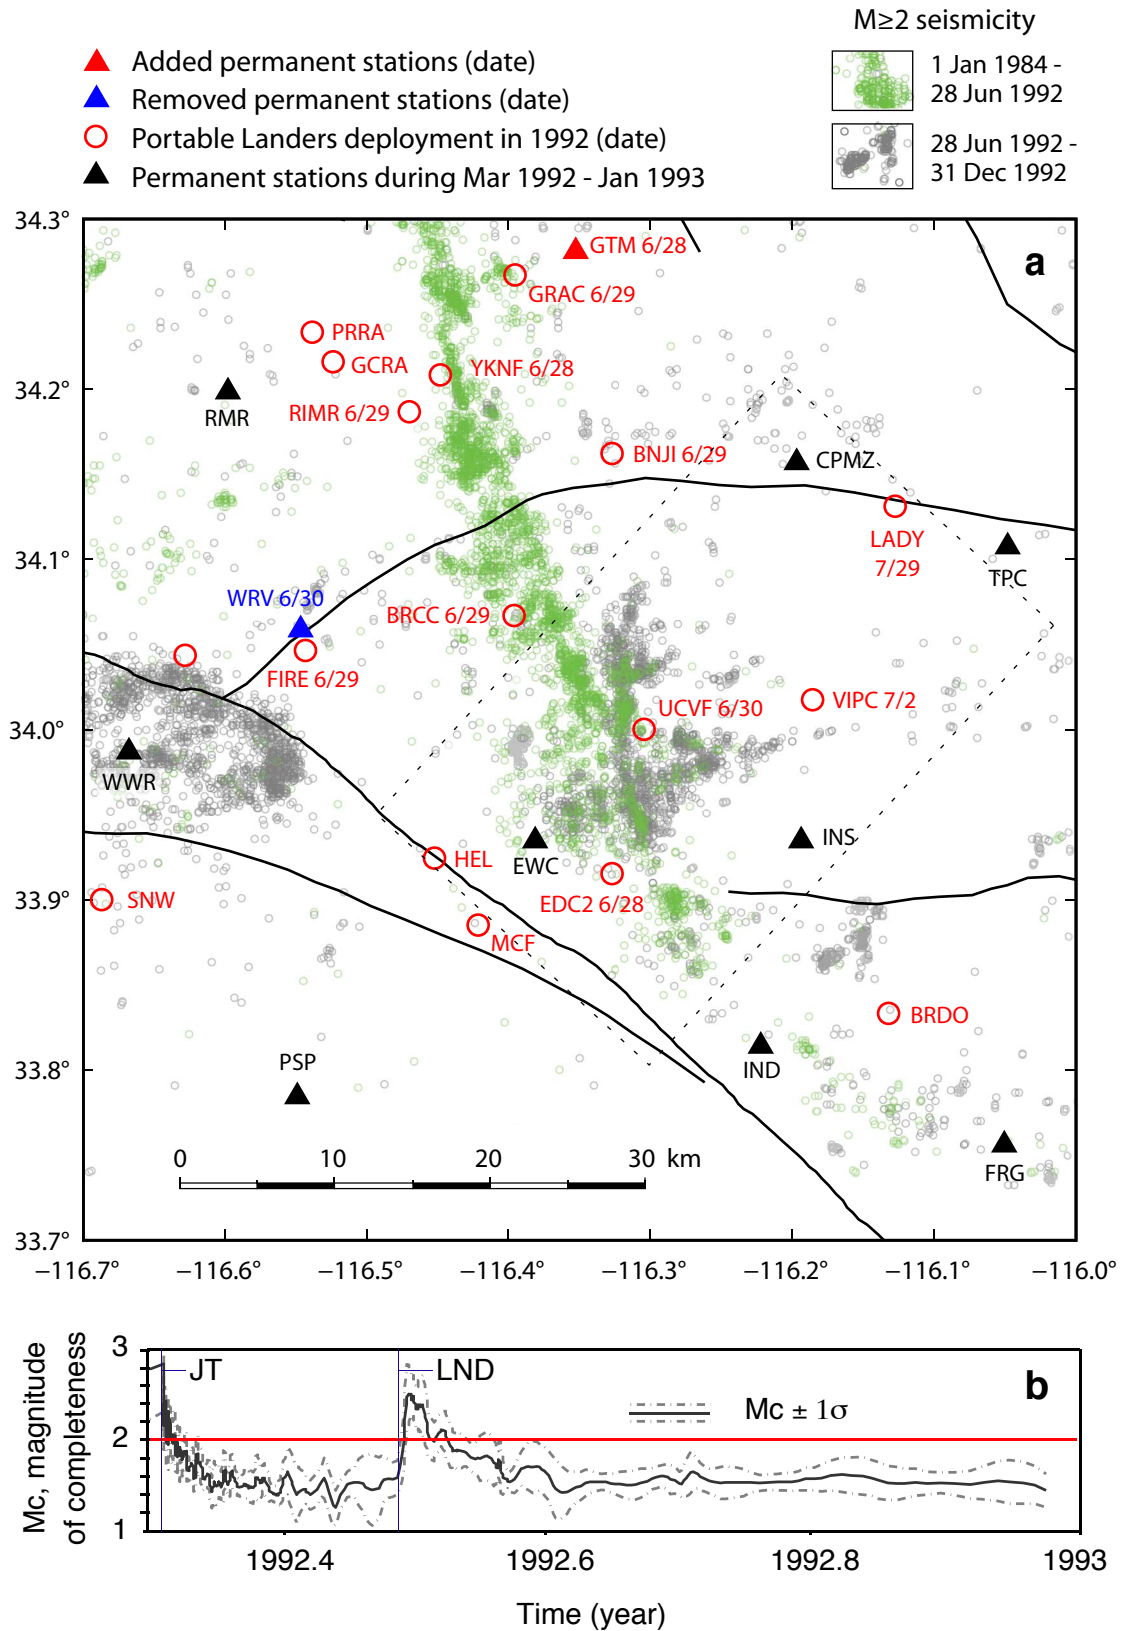 M≥2 seismicity
Added permanent stations (date)
Removed permanent stations (date)
Portable Landers deployment in 1992 (date)
Permanent stations during Mar 1992 - Jan 1993
1 Jan 1984 -
28 Jun 1992
28 Jun 1992 -
31 Dec 1992
34.3°
34.2°
34.1°
34.0°
33.9°
33.8°
33.7°
a
GTM 6/28
GRAC 6/29
PRRA
GCRA
YKNF 6/28
RMR
RIMR 6/29
BNJI 6/29
CPMZ
LADY
7/29
TPC
WRV 6/30
BRCC 6/29
FIRE 6/29
UCVF 6/30
VIPC 7/2
WWR
HEL
EWC
INS
SNW
EDC2 6/28
MCF
BRDO
PSP
IND
FRG
0 10 20 30 km
−116.7° −116.6° −116.5° −116.4° −116.3° −116.2° −116.1° −116.0°
Mc, magnitude
of completeness
3
2
1
JT
LND
Mc ± 1σ
b
1992.4 1992.6 1992.8 1993
Time (year)